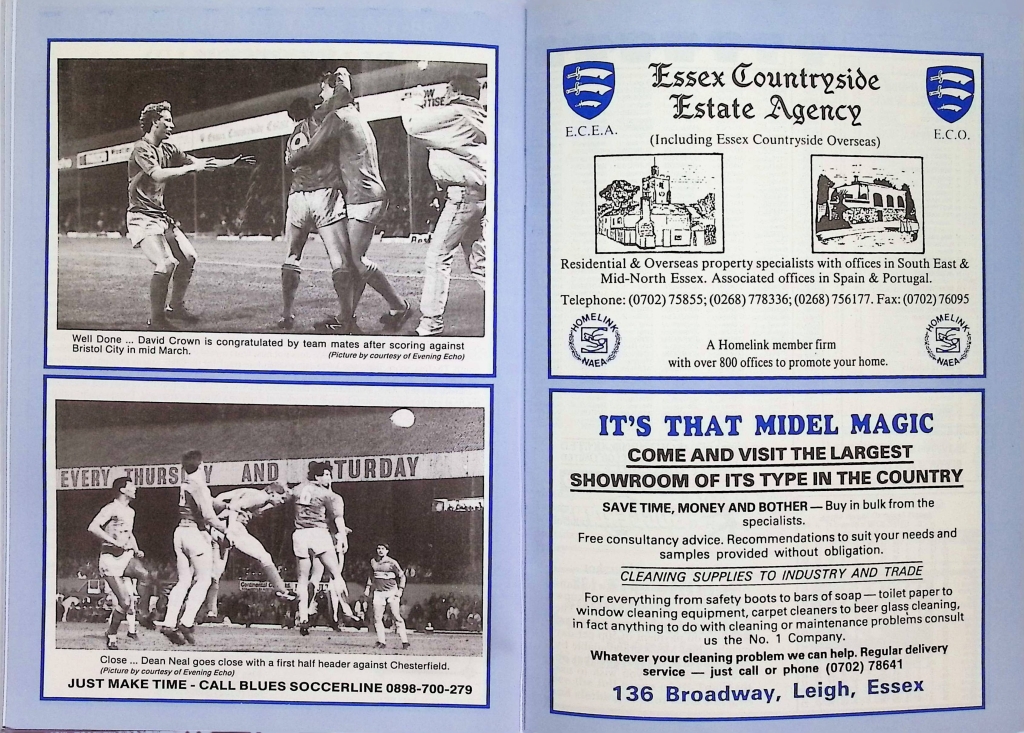 HOW
TISE
Well Done ... David Crown is congratulated by team mates after scoring against
Bristol City in mid March.
(Picture by courtesy of Evening Echo)
EVERY THURS Y AND SATURDAY
Continental
Close ... Dean Neal goes close with a first half header against Chesterfield.
(Picture by courtesy of Evening Echo)
JUST MAKE TIME - CALL BLUES SOCCERLINE 0898-700-279
Essex Countryside
Estate Agency
E.C.E.A.
E.C.O.
(Including Essex Countryside Overseas)
Residential & Overseas property specialists with offices in South East &
Mid-North Essex. Associated offices in Spain & Portugal.
Telephone: (0702) 75855; (0268) 778336; (0268) 756177. Fax: (0702) 76095
HOMELINK
NAEA
HOMELINK
NAEA
A Homelink member firm
with over 800 offices to promote your home.
IT'S THAT MIDEL MAGIC
COME AND VISIT THE LARGEST
SHOWROOM OF ITS TYPE IN THE COUNTRY
SAVE TIME, MONEY AND BOTHER — Buy in bulk from the
specialists.
Free consultancy advice. Recommendations to suit your needs and
samples provided without obligation.
CLEANING SUPPLIES TO INDUSTRY AND TRADE
For everything from safety boots to bars of soap — toilet paper to
window cleaning equipment, carpet cleaners to beer glass cleaning,
in fact anything to do with cleaning or maintenance problems consult
us the No. 1 Company.
Whatever your cleaning problem we can help. Regular delivery
service — just call or phone (0702) 78641
136 Broadway, Leigh, Essex